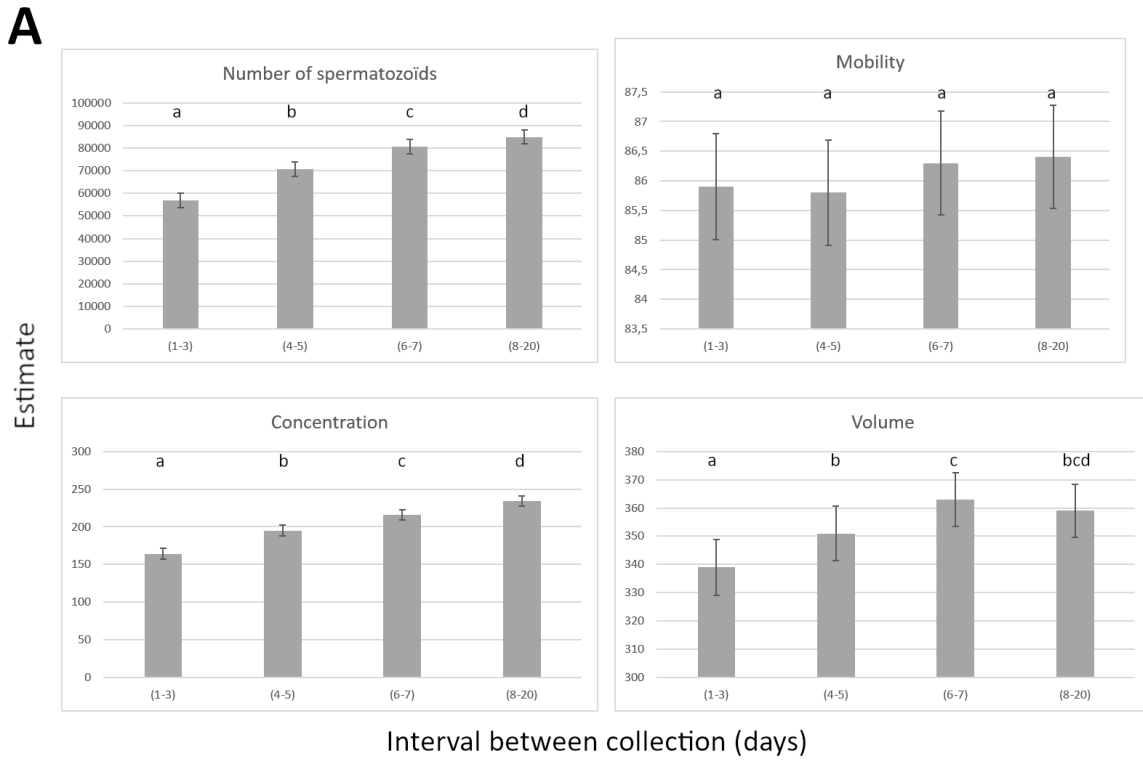 A
Number of spermatozoïds
100000
90000
80000
70000
60000
50000
40000
30000
20000
10000
0
a b c d
(1-3) (4-5) (6-7) (8-20)
Mobility
87,5
87
86,5
86
85,5
85
84,5
84
83,5
a a a a
(1-3) (4-5) (6-7) (8-20)
Estimate
Concentration
300
250
200
150
100
50
0
a b c d
(1-3) (4-5) (6-7) (8-20)
Volume
380
370
360
350
340
330
320
310
300
a b c bcd
(1-3) (4-5) (6-7) (8-20)
Interval between collection (days)